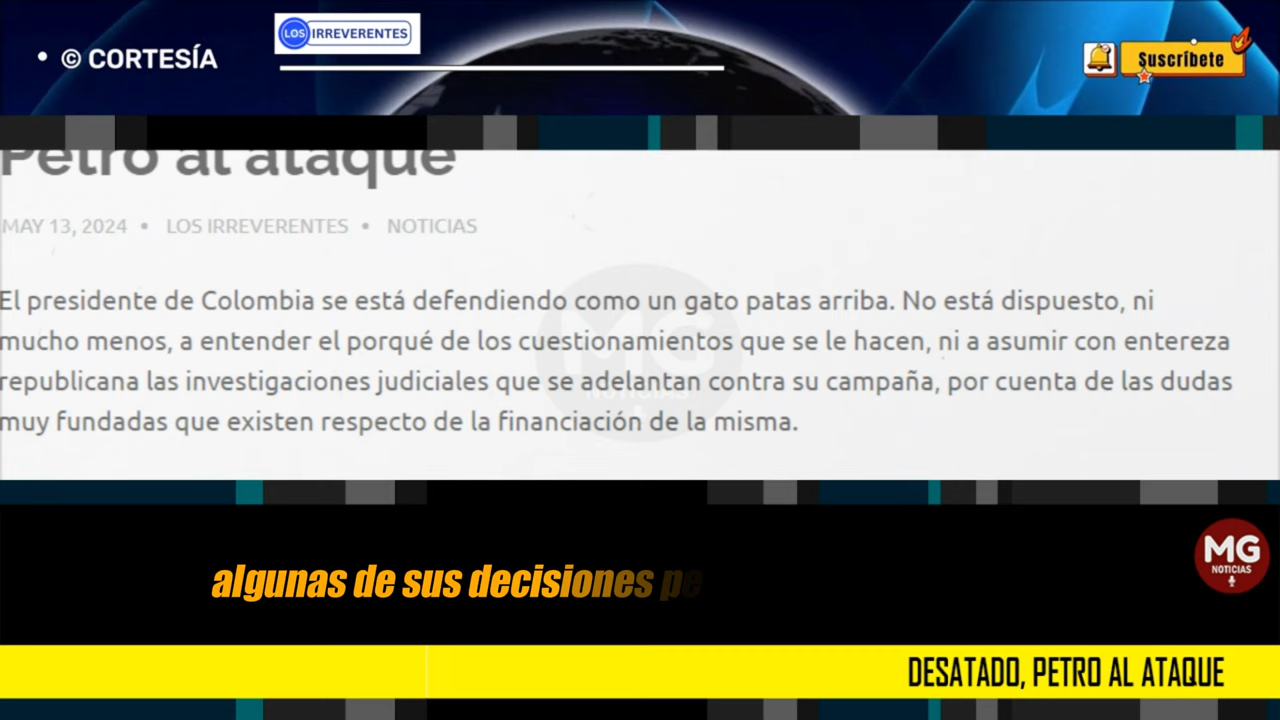 • © CORTESÍA
LOS IRREVERENTES
Suscríbete
Petro al ataque
MAY 13, 2024 • LOS IRREVERENTES • NOTICIAS
El presidente de Colombia se está defendiendo como un gato patas arriba. No está dispuesto, ni
mucho menos, a entender el porqué de los cuestionamientos que se le hacen, ni a asumir con entereza
republicana las investigaciones judiciales que se adelantan contra su campaña, por cuenta de las dudas
muy fundadas que existen respecto de la financiación de la misma.
MG
NOTICIAS
algunas de sus decisiones pe
MG
NOTICIAS
DESATADO, PETRO AL ATAQUE